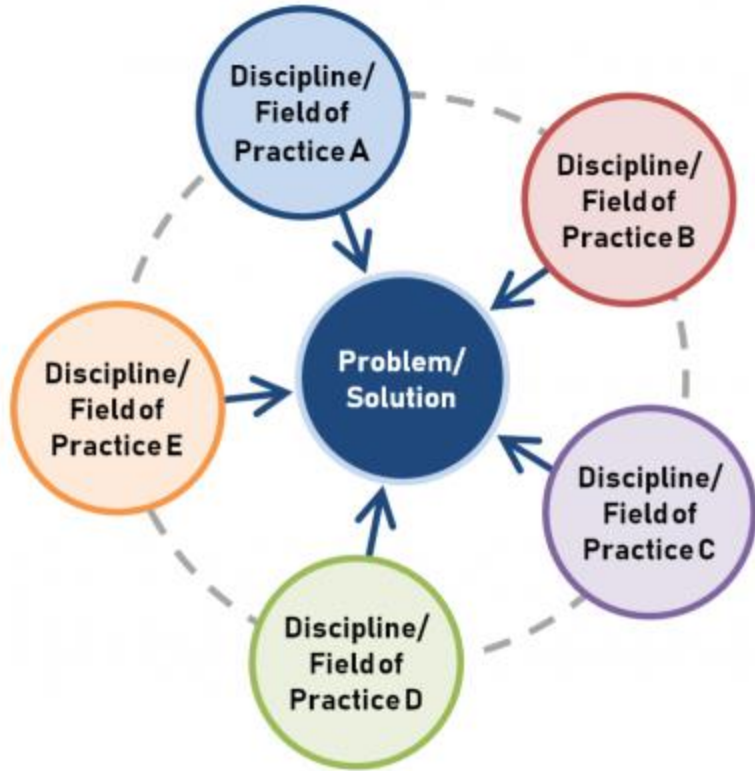 Discipline/
Field of
Practice A
Discipline/
Field of
Practice B
Problem/
Solution
Discipline/
Field of
Practice E
Discipline/
Field of
Practice C
Discipline/
Field of
Practice D